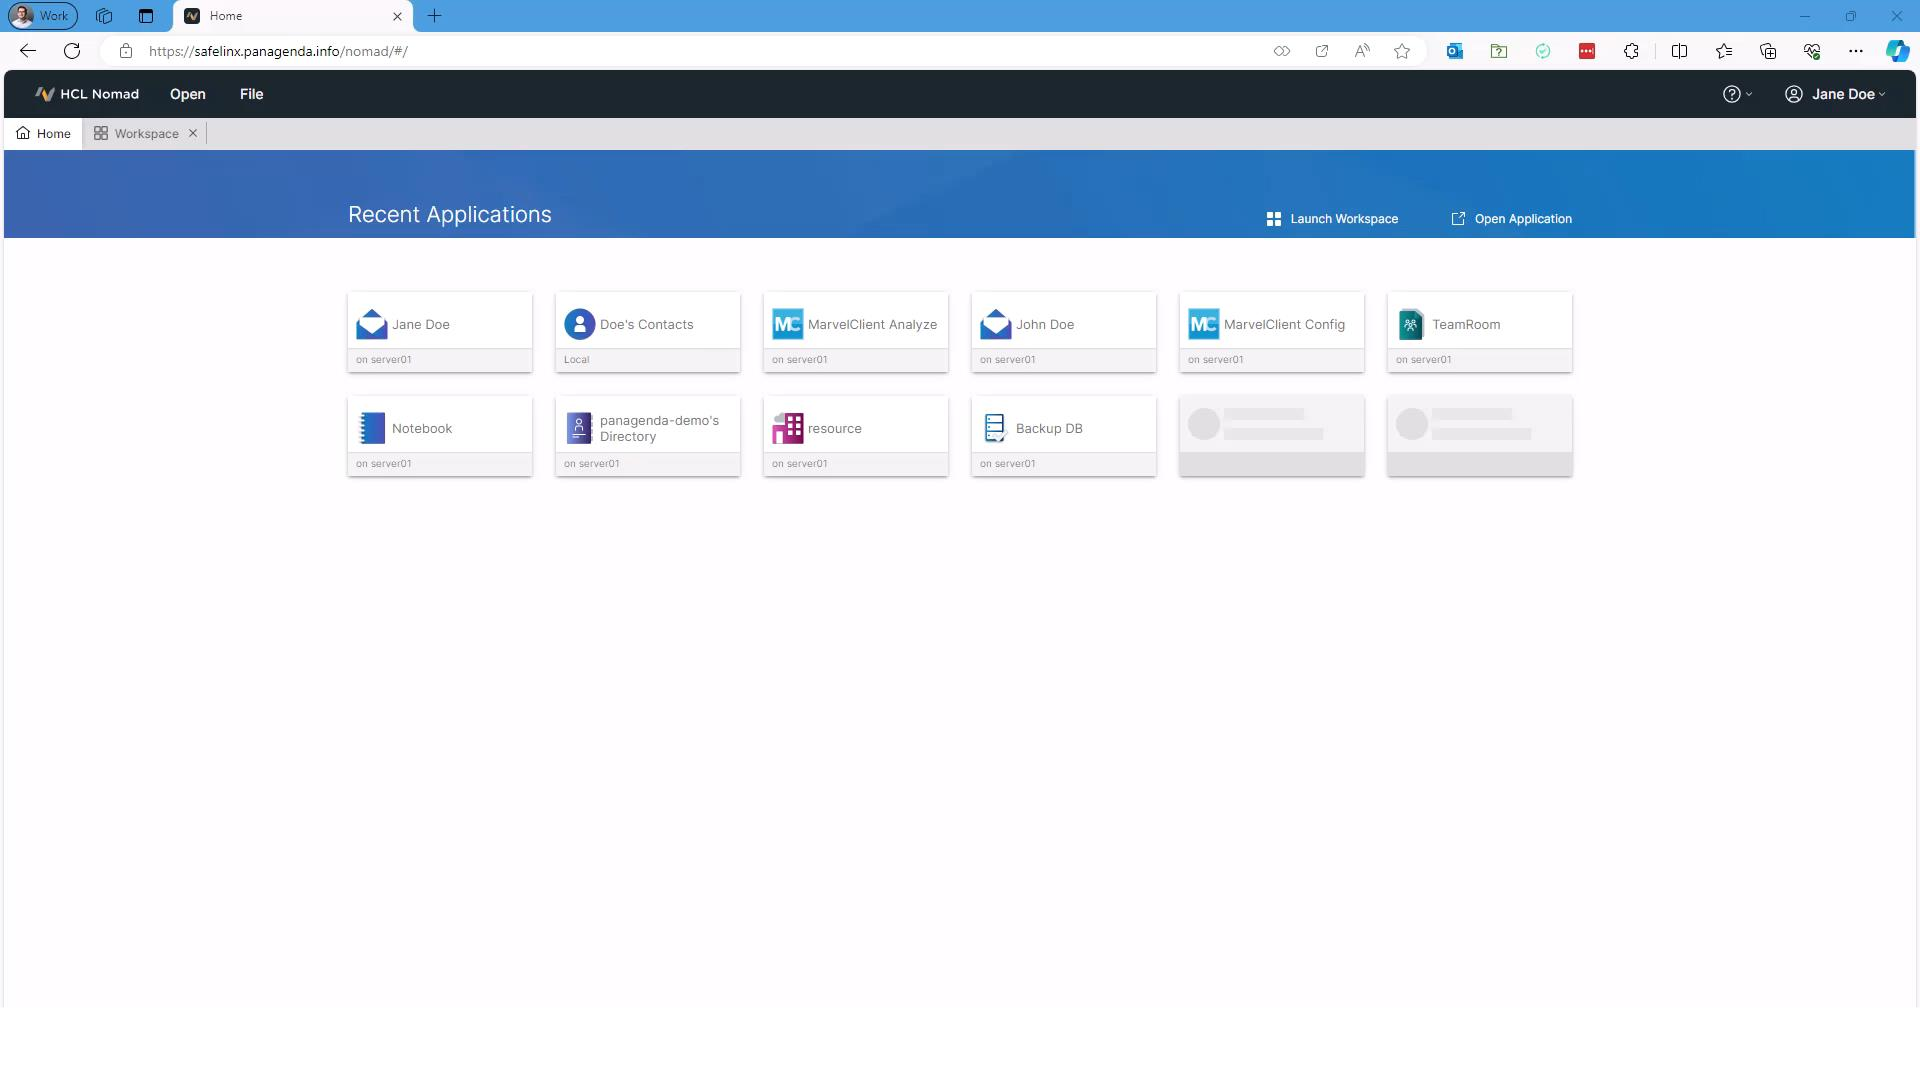 Work
Home
https://safelinx.panagenda.info/nomad/#/
HCL Nomad
Open
File
Jane Doe
Home
Workspace
Recent Applications
Launch Workspace
Open Application
Jane Doe
on server01
Doe's Contacts
Local
MC
MarvelClient Analyze
on server01
John Doe
on server01
MC
MarvelClient Config
on server01
TeamRoom
on server01
Notebook
on server01
panagenda-demo's
Directory
on server01
resource
on server01
Backup DB
on server01